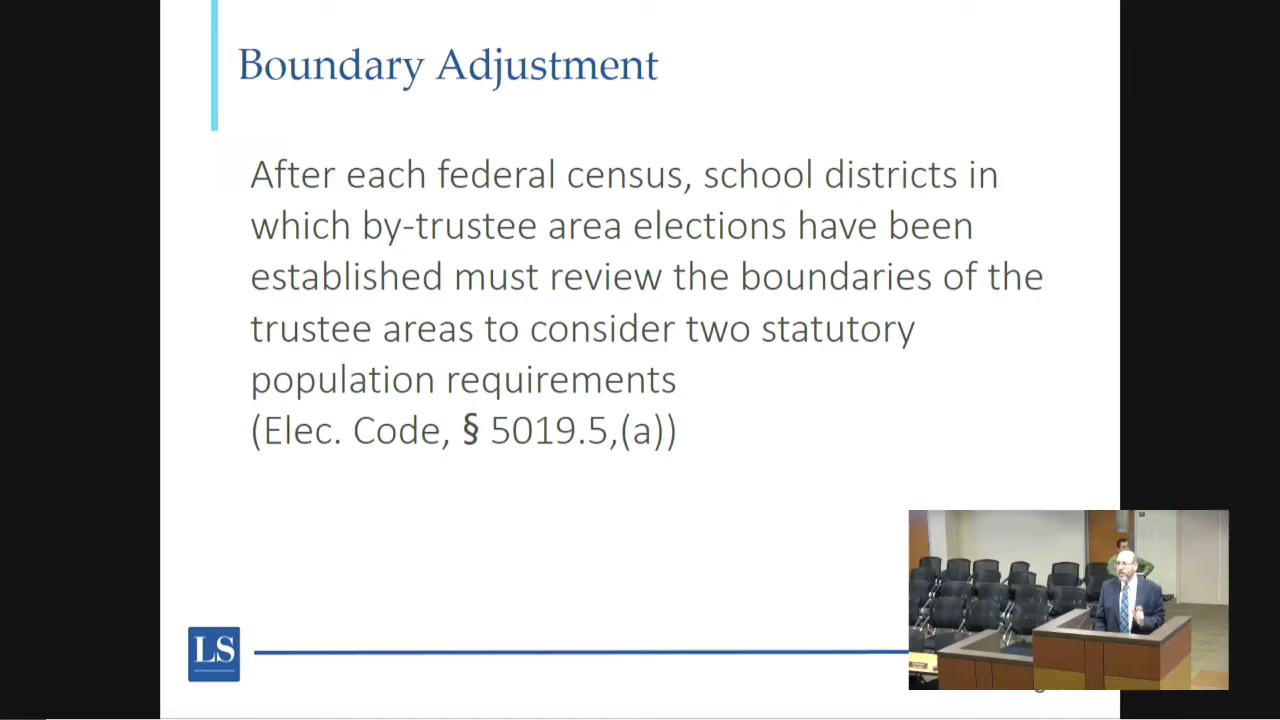 Boundary Adjustment
After each federal census, school districts in
which by-trustee area elections have been
established must review the boundaries of the
trustee areas to consider two statutory
population requirements
(Elec. Code, § 5019.5,(a))
LS